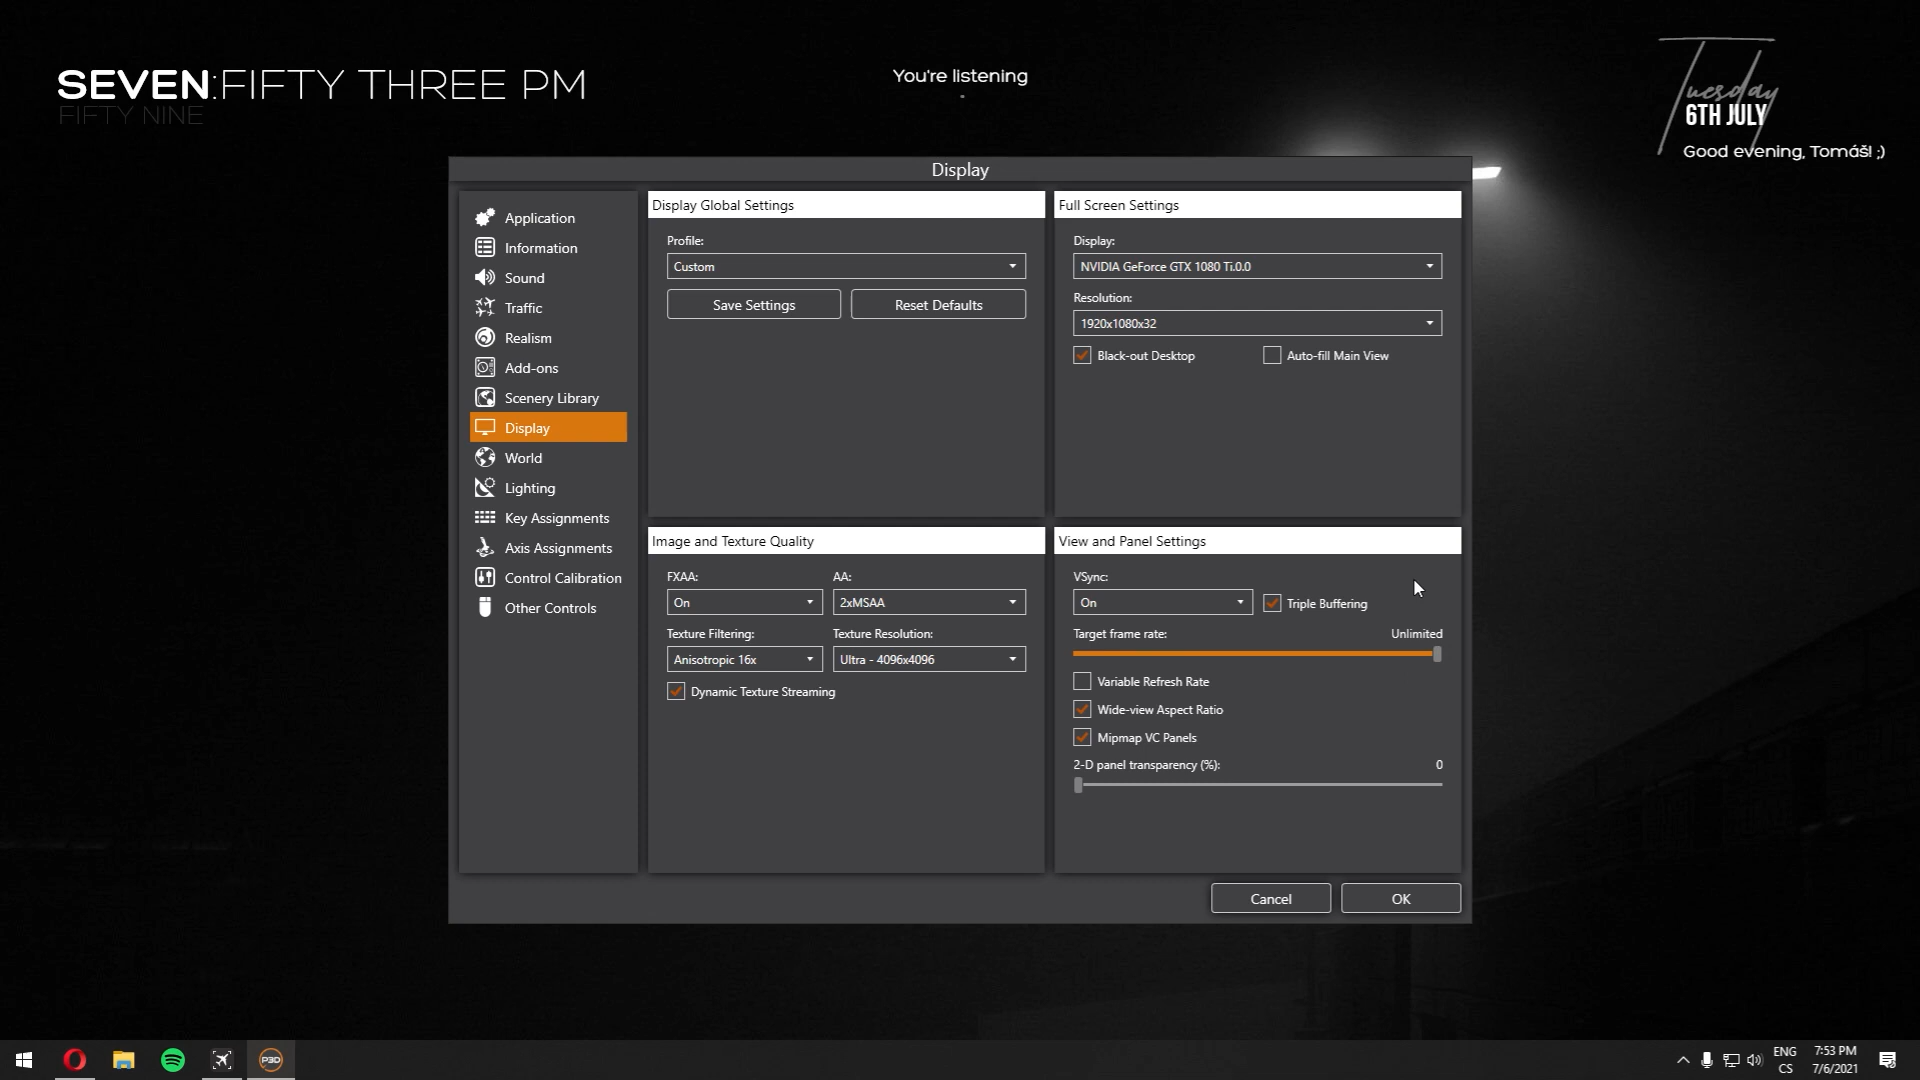 SEVEN:FIFTY THREE PM
FIFTY NINE
You're listening
-
Tuesday
6TH JULY
Good evening, Tomáš! ;)
Display
Application
Information
Sound
Traffic
Realism
Add-ons
Scenery Library
Display
World
Lighting
Key Assignments
Axis Assignments
Control Calibration
Other Controls
Display Global Settings
Profile:
Custom
Save Settings
Reset Defaults
Full Screen Settings
Display:
NVIDIA GeForce GTX 1080 Ti.0.0
Resolution:
1920x1080x32
Black-out Desktop
Auto-fill Main View
Image and Texture Quality
FXAA: AA:
On 2xMSAA
Texture Filtering: Texture Resolution:
Anisotropic 16x Ultra - 4096x4096
Dynamic Texture Streaming
View and Panel Settings
VSync:
On Triple Buffering
Target frame rate: Unlimited
Variable Refresh Rate
Wide-view Aspect Ratio
Mipmap VC Panels
2-D panel transparency (%): 0
Cancel OK
P3D
ENG
CS
7:53 PM
7/6/2021